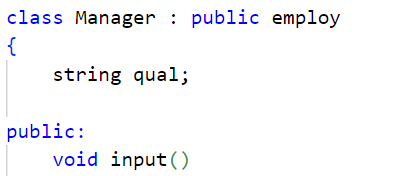 class Manager : public employ
{
    string qual;
public:
    void input()